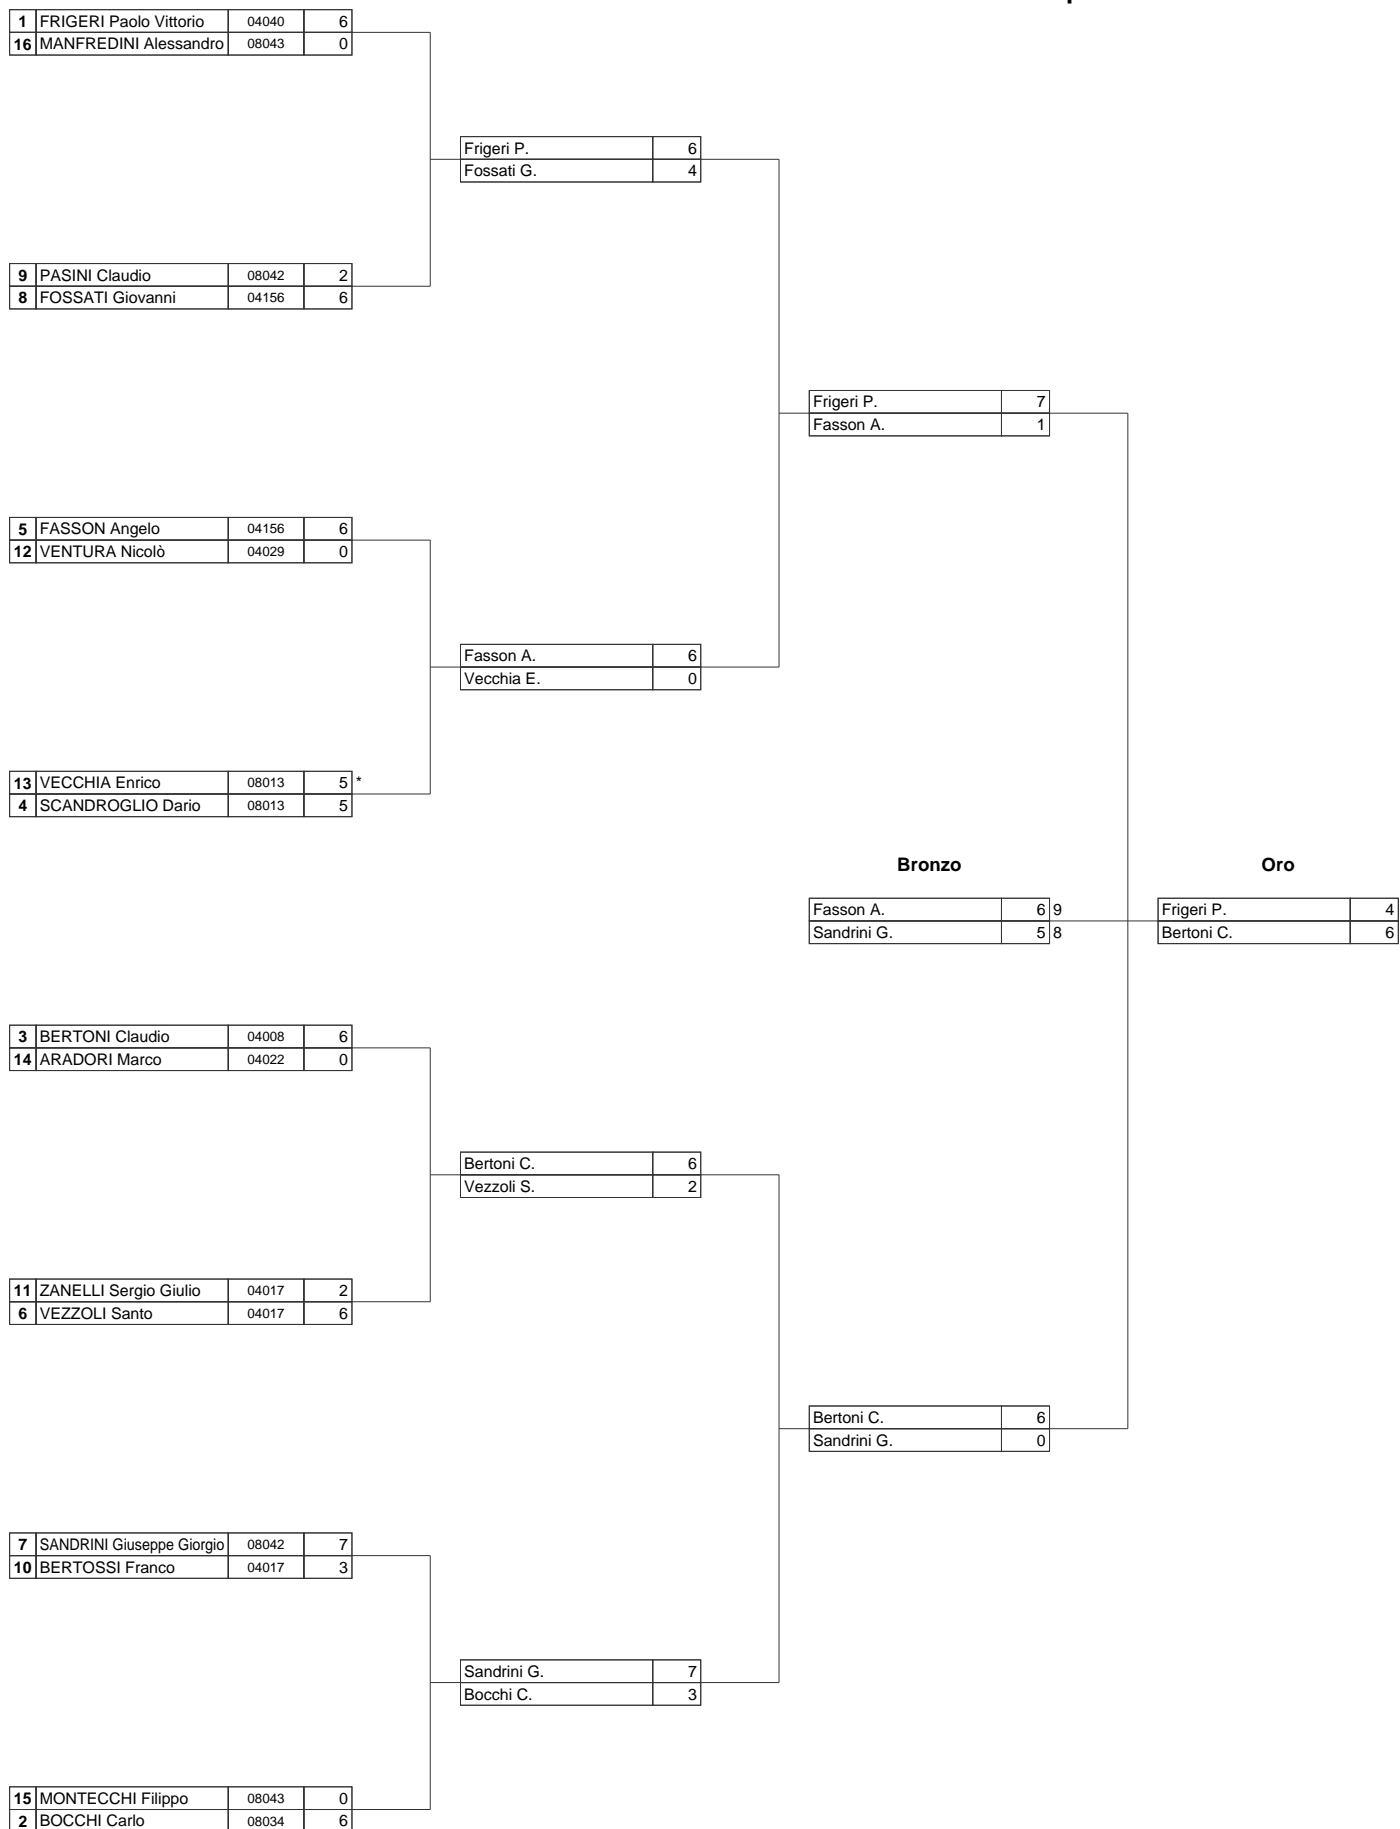 1 FRIGERI Paolo Vittorio 04040 6
16 MANFREDINI Alessandro 08043 0
Frigeri P. 6
Fossati G. 4
9 PASINI Claudio 08042 2
8 FOSSATI Giovanni 04156 6
Frigeri P. 7
Fasson A. 1
5 FASSON Angelo 04156 6
12 VENTURA Nicolò 04029 0
Fasson A. 6
Vecchia E. 0
13 VECCHIA Enrico 08013 5 *
4 SCANDROGLIO Dario 08013 5
Bronzo Oro
Fasson A. 6 9 Frigeri P. 4
Sandrini G. 5 8 Bertoni C. 6
3 BERTONI Claudio 04008 6
14 ARADORI Marco 04022 0
Bertoni C. 6
Vezzoli S. 2
11 ZANELLI Sergio Giulio 04017 2
6 VEZZOLI Santo 04017 6
Bertoni C. 6
Sandrini G. 0
7 SANDRINI Giuseppe Giorgio 08042 7
10 BERTOSSI Franco 04017 3
Sandrini G. 7
Bocchi C. 3
15 MONTECCHI Filippo 08043 0
2 BOCCHI Carlo 08034 6